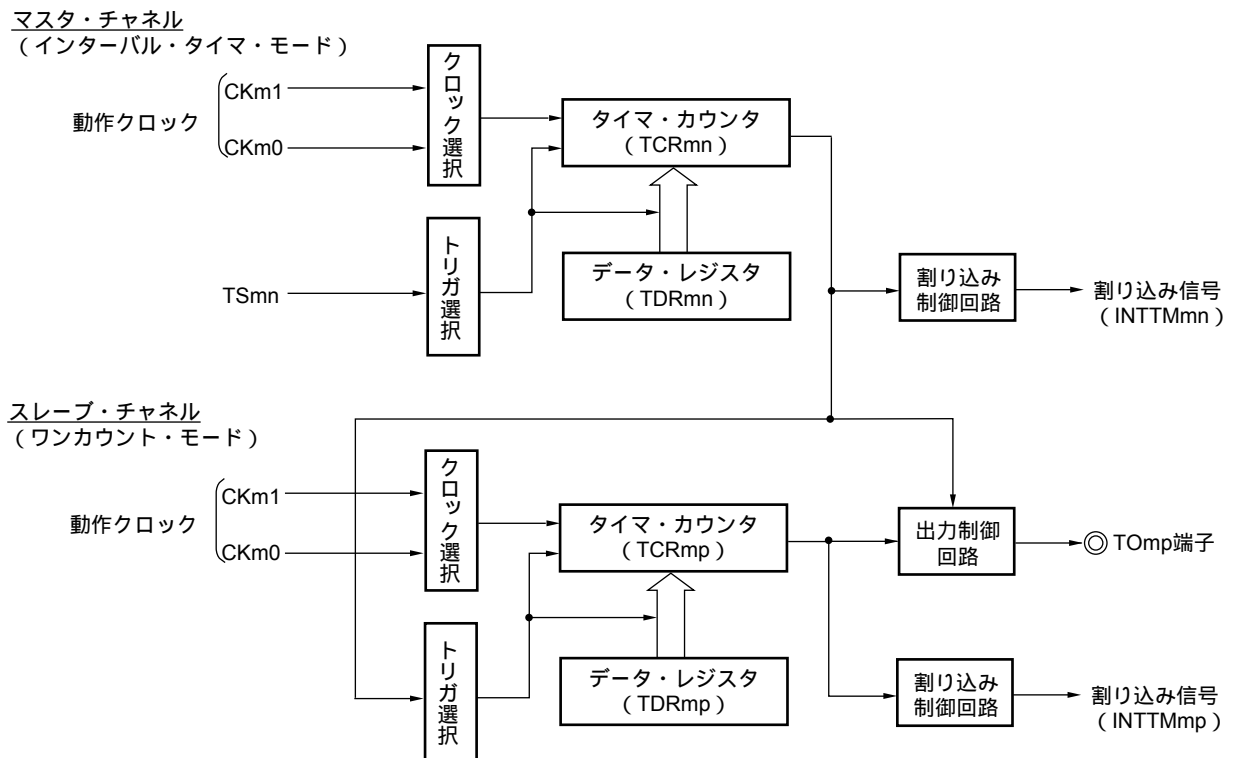 マスタ・チャネル
（インターバル・タイマ・モード）
動作クロック
CKm1
CKm0
クロック選択
タイマ・カウンタ
（TCRmn）
TSmn
トリガ選択
データ・レジスタ
（TDRmn）
割り込み
制御回路
割り込み信号
（INTTMmn）
スレーブ・チャネル
（ワンカウント・モード）
動作クロック
CKm1
CKm0
クロック選択
タイマ・カウンタ
（TCRmp）
出力制御
回路
TOmp端子
トリガ選択
データ・レジスタ
（TDRmp）
割り込み
制御回路
割り込み信号
（INTTMmp）